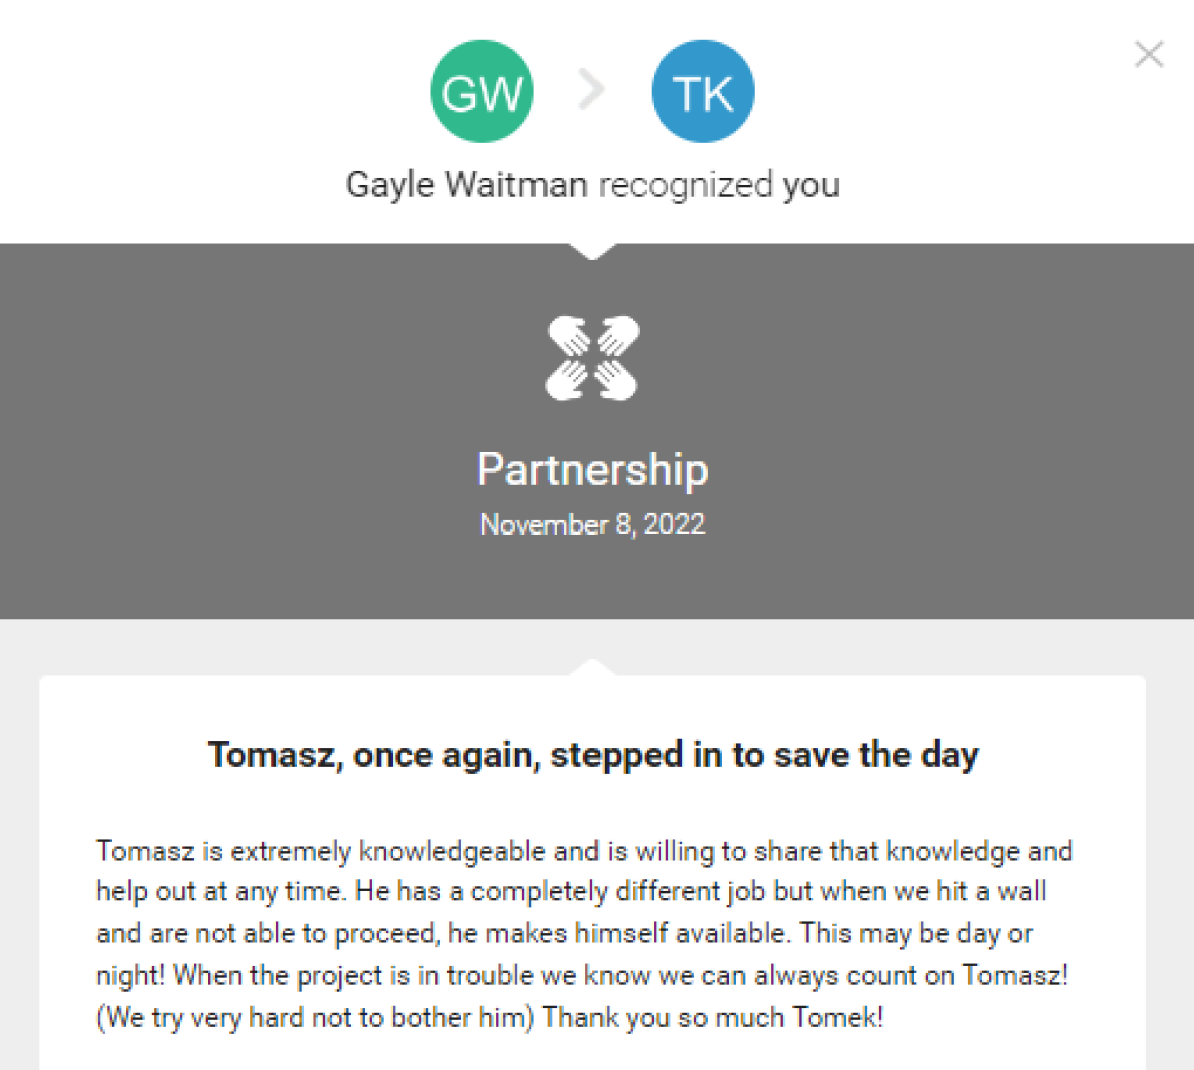 GW
TK
Gayle Waitman recognized you
Partnership
November 8, 2022
Tomasz, once again, stepped in to save the day
Tomasz is extremely knowledgeable and is willing to share that knowledge and
help out at any time. He has a completely different job but when we hit a wall
and are not able to proceed, he makes himself available. This may be day or
night! When the project is in trouble we know we can always count on Tomasz!
(We try very hard not to bother him) Thank you so much Tomek!